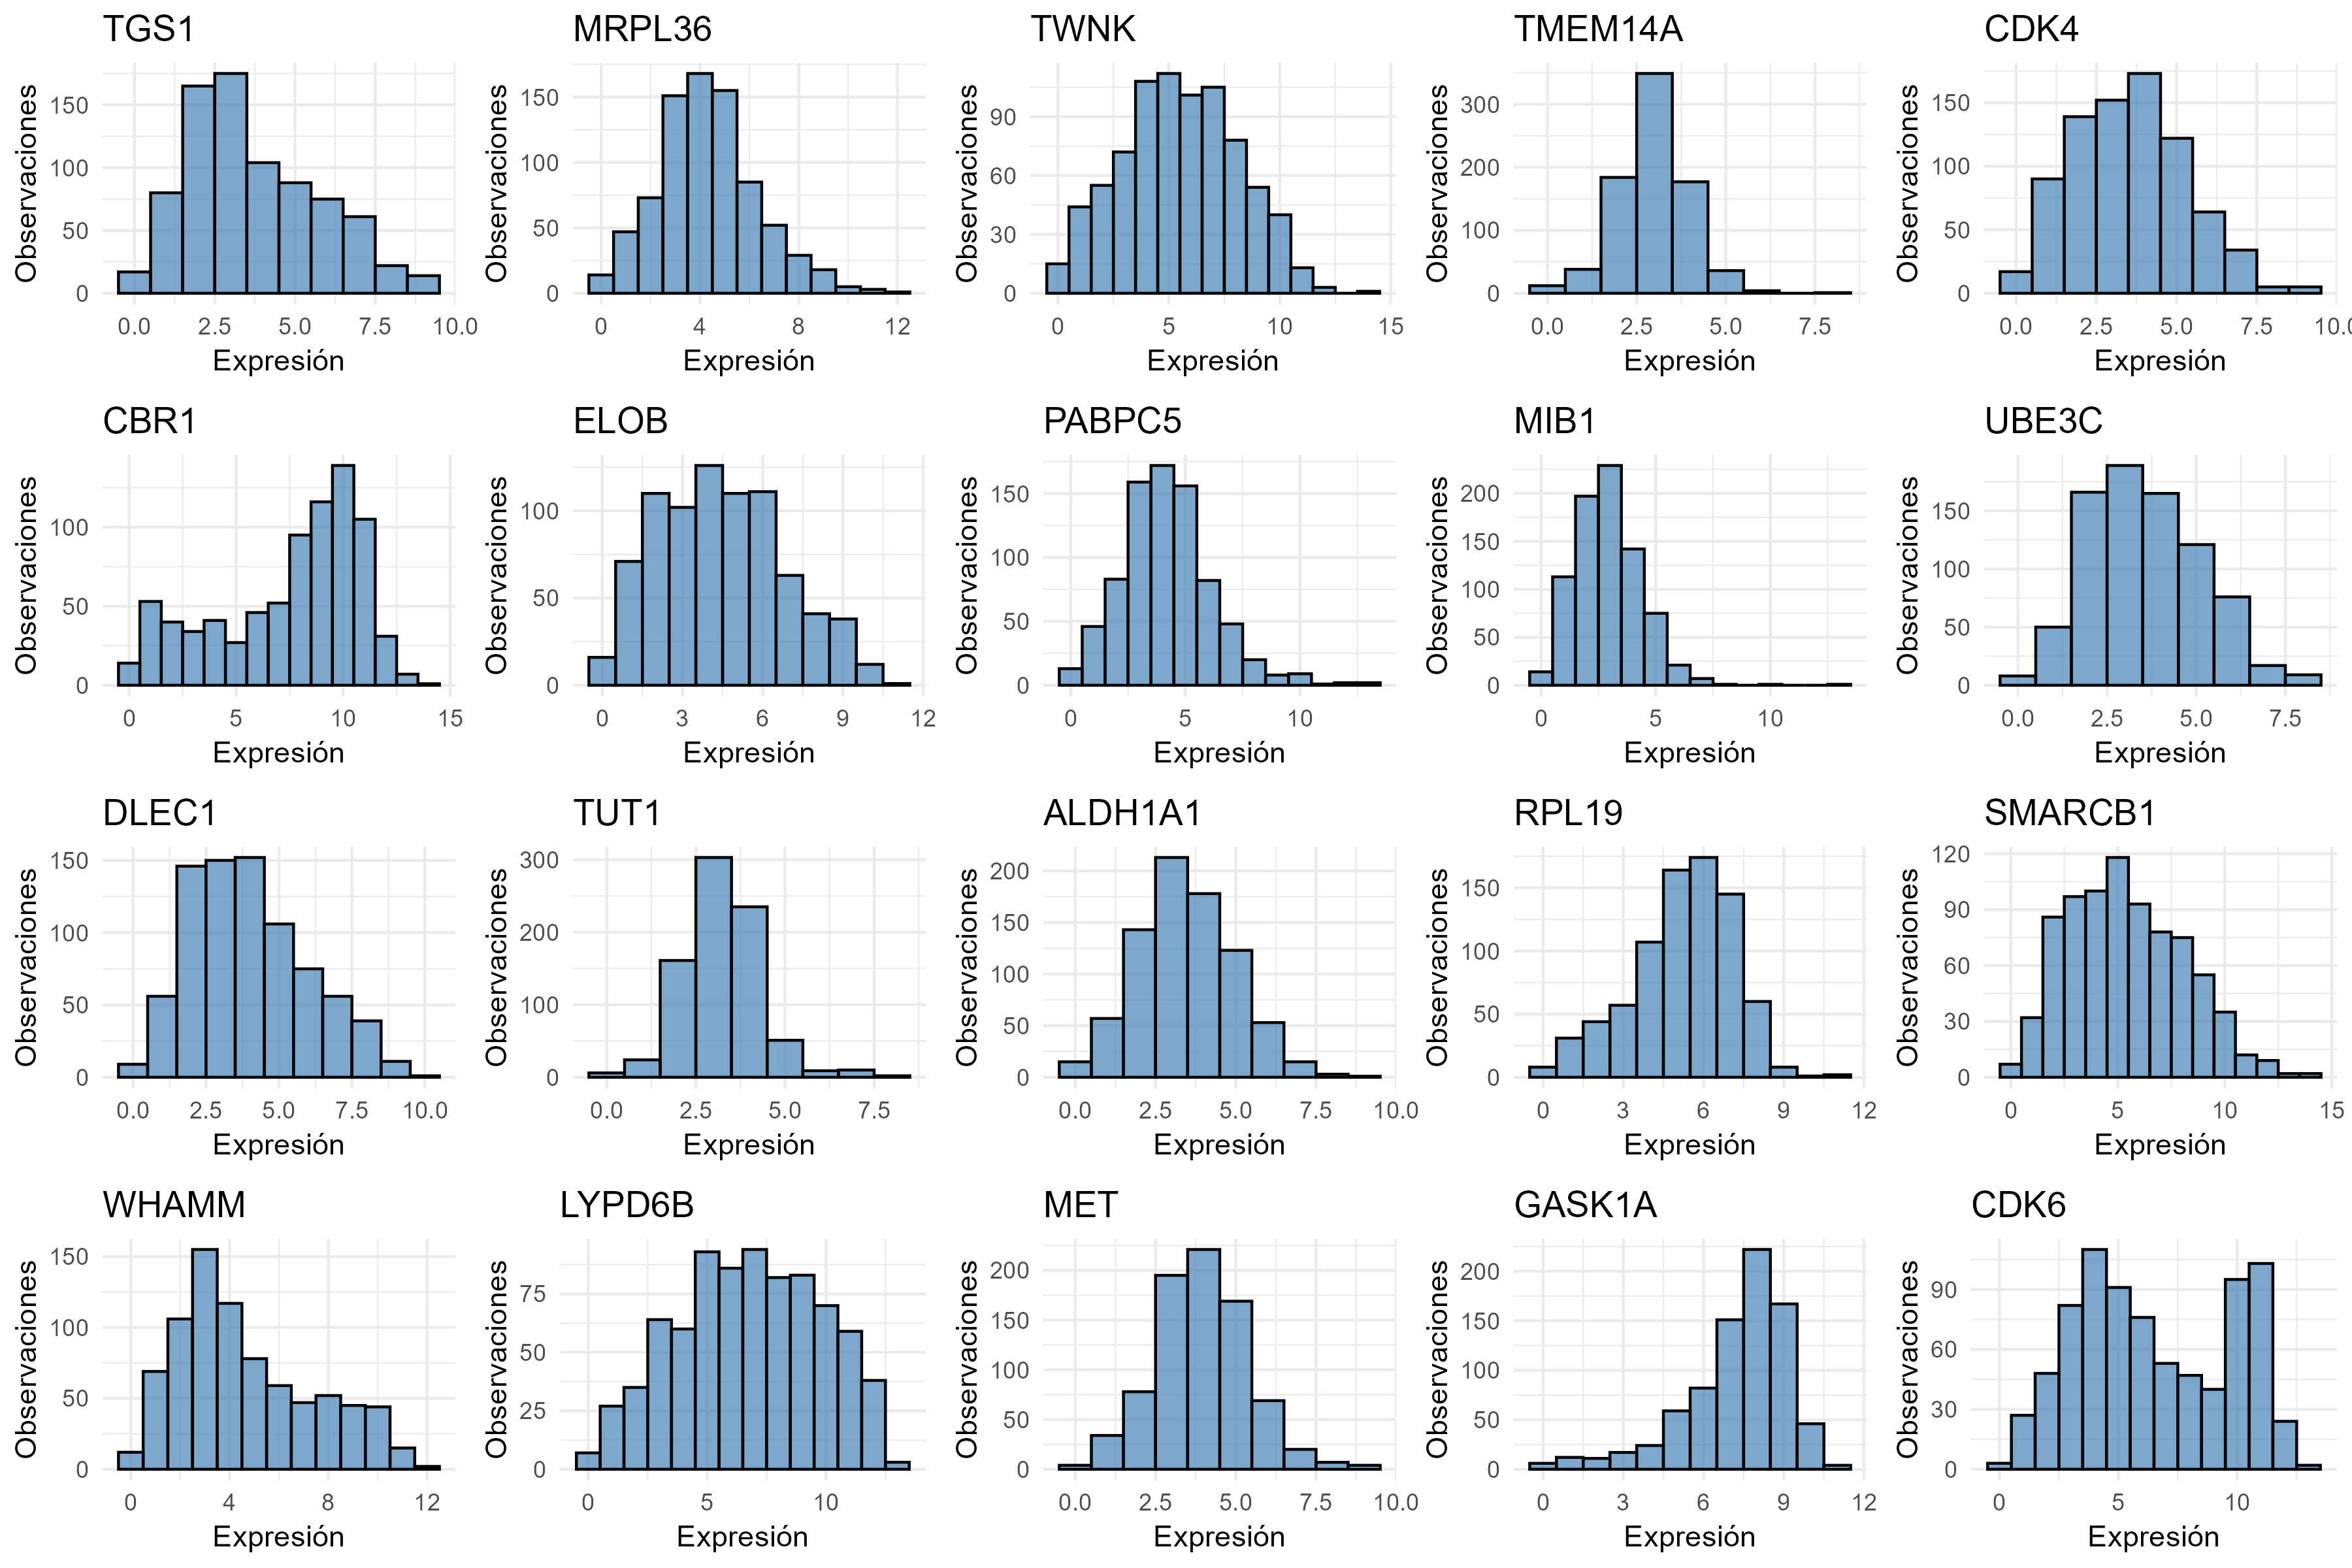 TGS1 MRPL36 TWNK TMEM14A CDK4
Observaciones Observaciones Observaciones Observaciones Observaciones
150 150 90 300 150
100 100 60 200 100
50 50 30 100 50
0 0 0 0 0
0.0 2.5 5.0 7.5 10.0 0 4 8 12 0 5 10 15 0.0 2.5 5.0 7.5 0.0 2.5 5.0 7.5 10.0
Expresión Expresión Expresión Expresión Expresión
CBR1 ELOB PABPC5 MIB1 UBE3C
Observaciones Observaciones Observaciones Observaciones Observaciones
100 100 150 200 150
50 50 100 150 100
0 0 50 100 50
0 50 0
0
0 5 10 15 0 3 6 9 12 0 5 10 0 5 10 0.0 2.5 5.0 7.5
Expresión Expresión Expresión Expresión Expresión
DLEC1 TUT1 ALDH1A1 RPL19 SMARCB1
Observaciones Observaciones Observaciones Observaciones Observaciones
150 300 200 150 120
100 200 150 100 90
50 100 100 50 60
0 0 50 0 30
0 0
0.0 2.5 5.0 7.5 10.0 0.0 2.5 5.0 7.5 0.0 2.5 5.0 7.5 10.0 0 3 6 9 12 0 5 10 15
Expresión Expresión Expresión Expresión Expresión
WHAMM LYPD6B MET GASK1A CDK6
Observaciones Observaciones Observaciones Observaciones Observaciones
150 75 200 200 90
100 50 150 150 60
50 25 100 100 30
0 0 50 50 0
0 0
0 4 8 12 0 5 10 0.0 2.5 5.0 7.5 10.0 0 3 6 9 12 0 5 10
Expresión Expresión Expresión Expresión Expresión